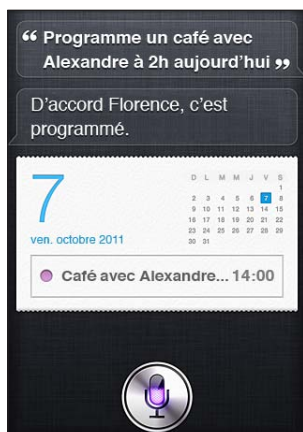 “ Programme un café avec
Alexandre à 2h aujourd’hui ”
D’accord Florence, c’est
programmé.
7
ven. octobre 2011
D L M M J V S
1
2 3 4 5 6 7 8
9 10 11 12 13 14 15
16 17 18 19 20 21 22
23 24 25 26 27 28 29
30 31
Café avec Alexandre... 14:00